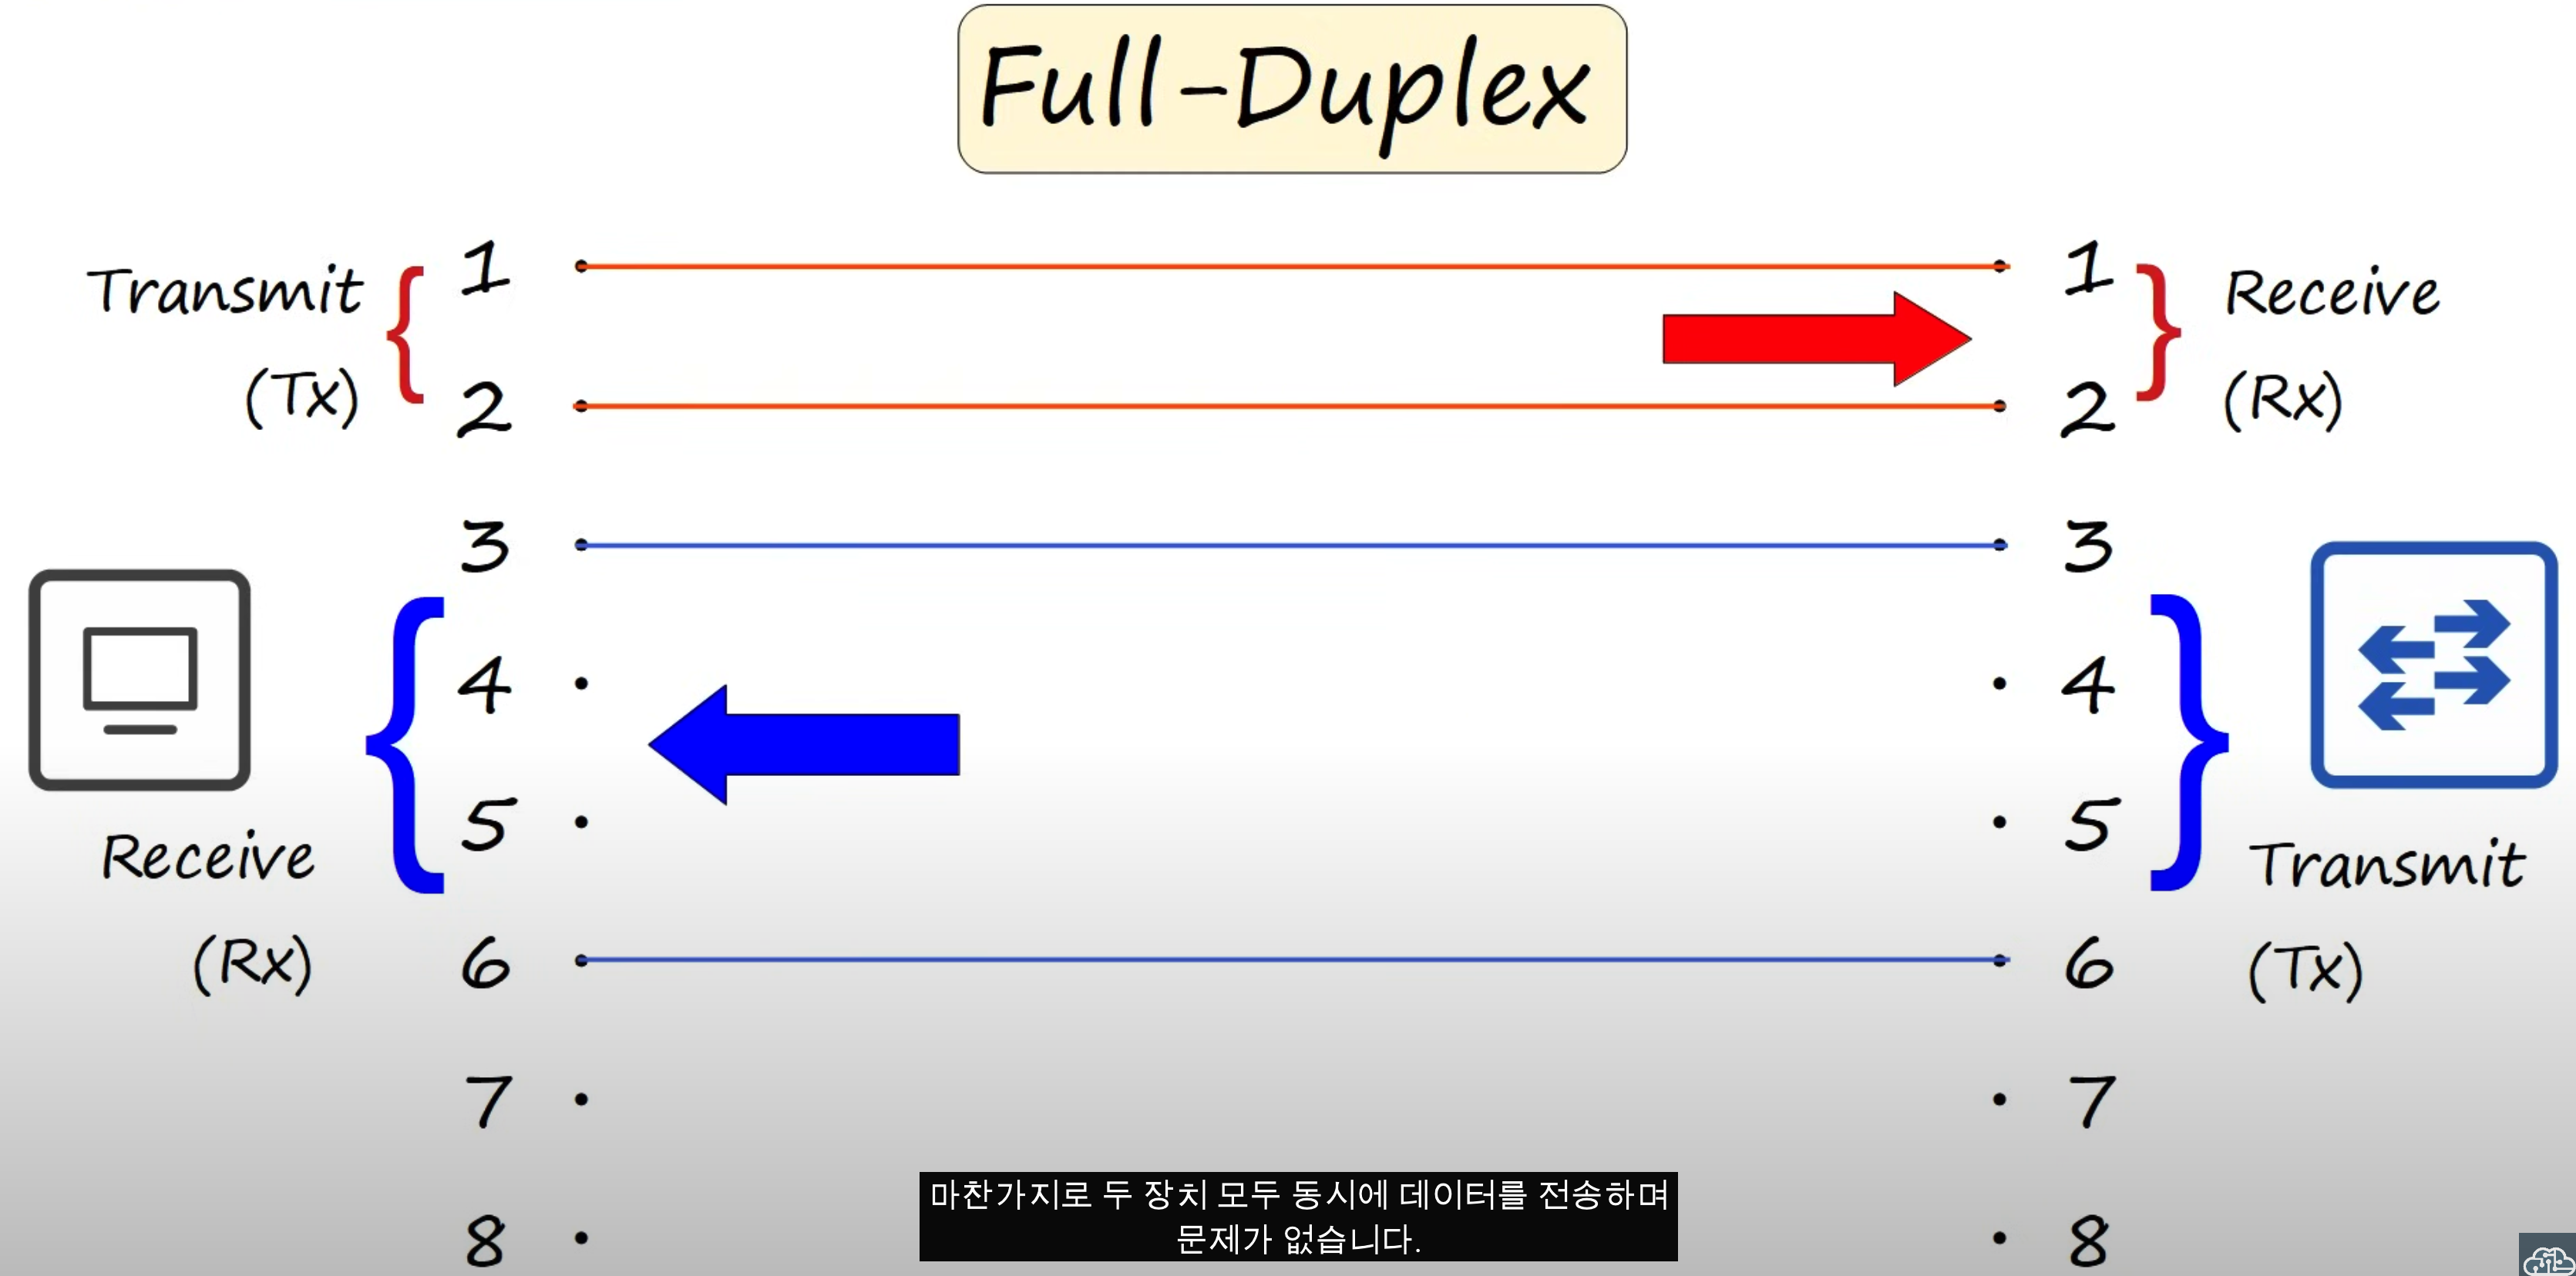 Full-Duplex
Transmit
(Tx)
1
2
3
4
5
6
7
8
Receive
(Rx)
1
2
3
4
5
6
7
8
Receive
(Rx)
Transmit
(Tx)
마찬가지로 두 장치 모두 동시에 데이터를 전송하며
문제가 없습니다.